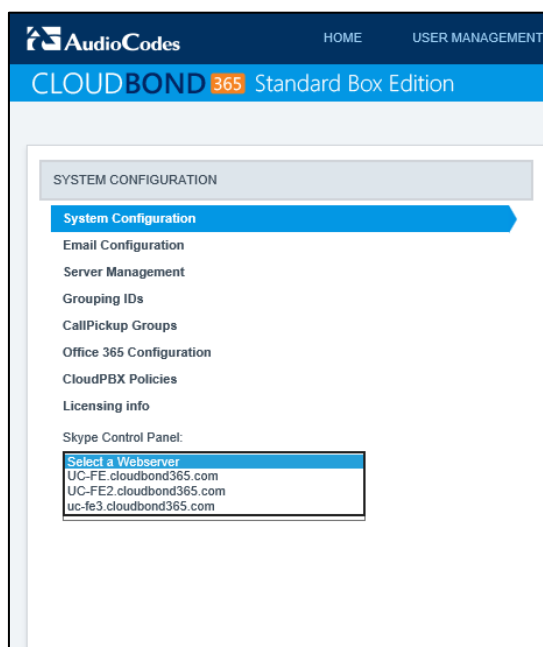 AudioCodes HOME USER MANAGEMENT
CLOUDBOND 365 Standard Box Edition
SYSTEM CONFIGURATION
System Configuration
Email Configuration
Server Management
Grouping IDs
CallPickup Groups
Office 365 Configuration
CloudPBX Policies
Licensing info
Skype Control Panel:
Select a Webserver
UC-FE.cloudbond365.com
UC-FE2.cloudbond365.com
uc-fe3.cloudbond365.com